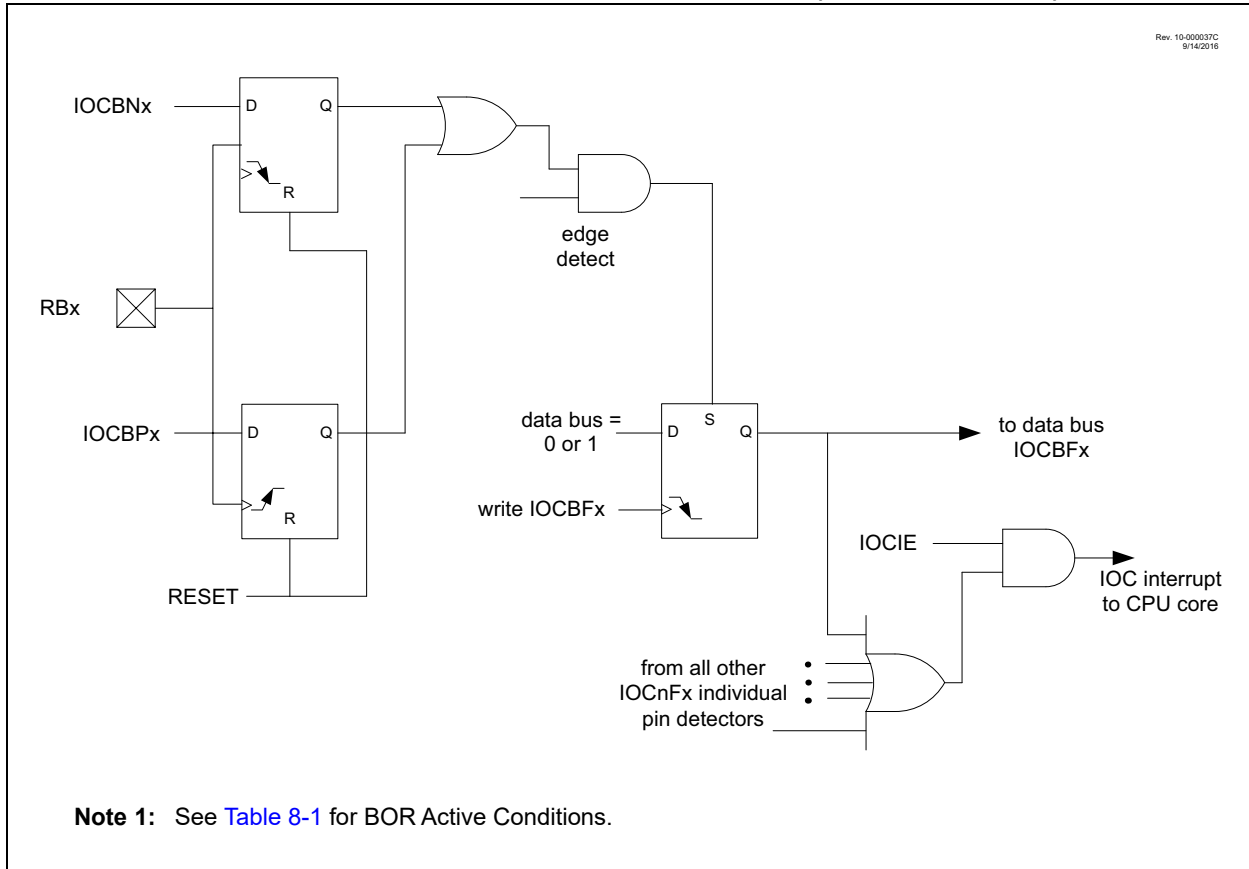 Rev. 10-000037C
9/14/2016
IOCBNx
D
Q
R
edge
detect
RBx
IOCBPx
D
Q
R
RESET
data bus =
0 or 1
D
S
Q
write IOCBFx
to data bus
IOCBFx
IOCIE
IOC interrupt
to CPU core
from all other
IOCnFx individual
pin detectors
Note 1: See Table 8-1 for BOR Active Conditions.